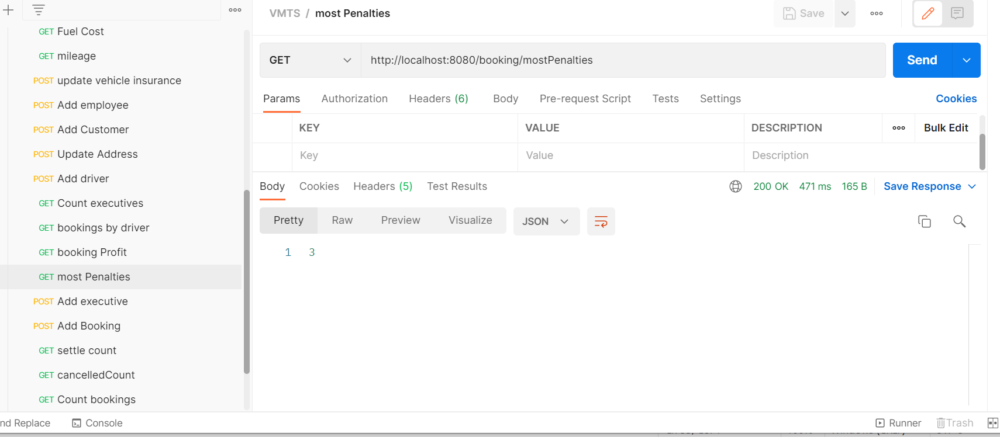 VMTS / most Penalties
Save
GET Fuel Cost
GET mileage
POST update vehicle insurance
POST Add employee
POST Add Customer
POST Update Address
POST Add driver
GET Count executives
GET bookings by driver
GET booking Profit
GET most Penalties
POST Add executive
POST Add Booking
GET settle count
GET cancelledCount
GET Count bookings
GET http://localhost:8080/booking/mostPenalties Send
Params Authorization Headers (6) Body Pre-request Script Tests Settings Cookies
KEY VALUE DESCRIPTION Bulk Edit
Key Value Description
Body Cookies Headers (5) Test Results 200 OK 471 ms 165 B Save Response
Pretty Raw Preview Visualize JSON
1 3
nd Replace Console Runner Trash